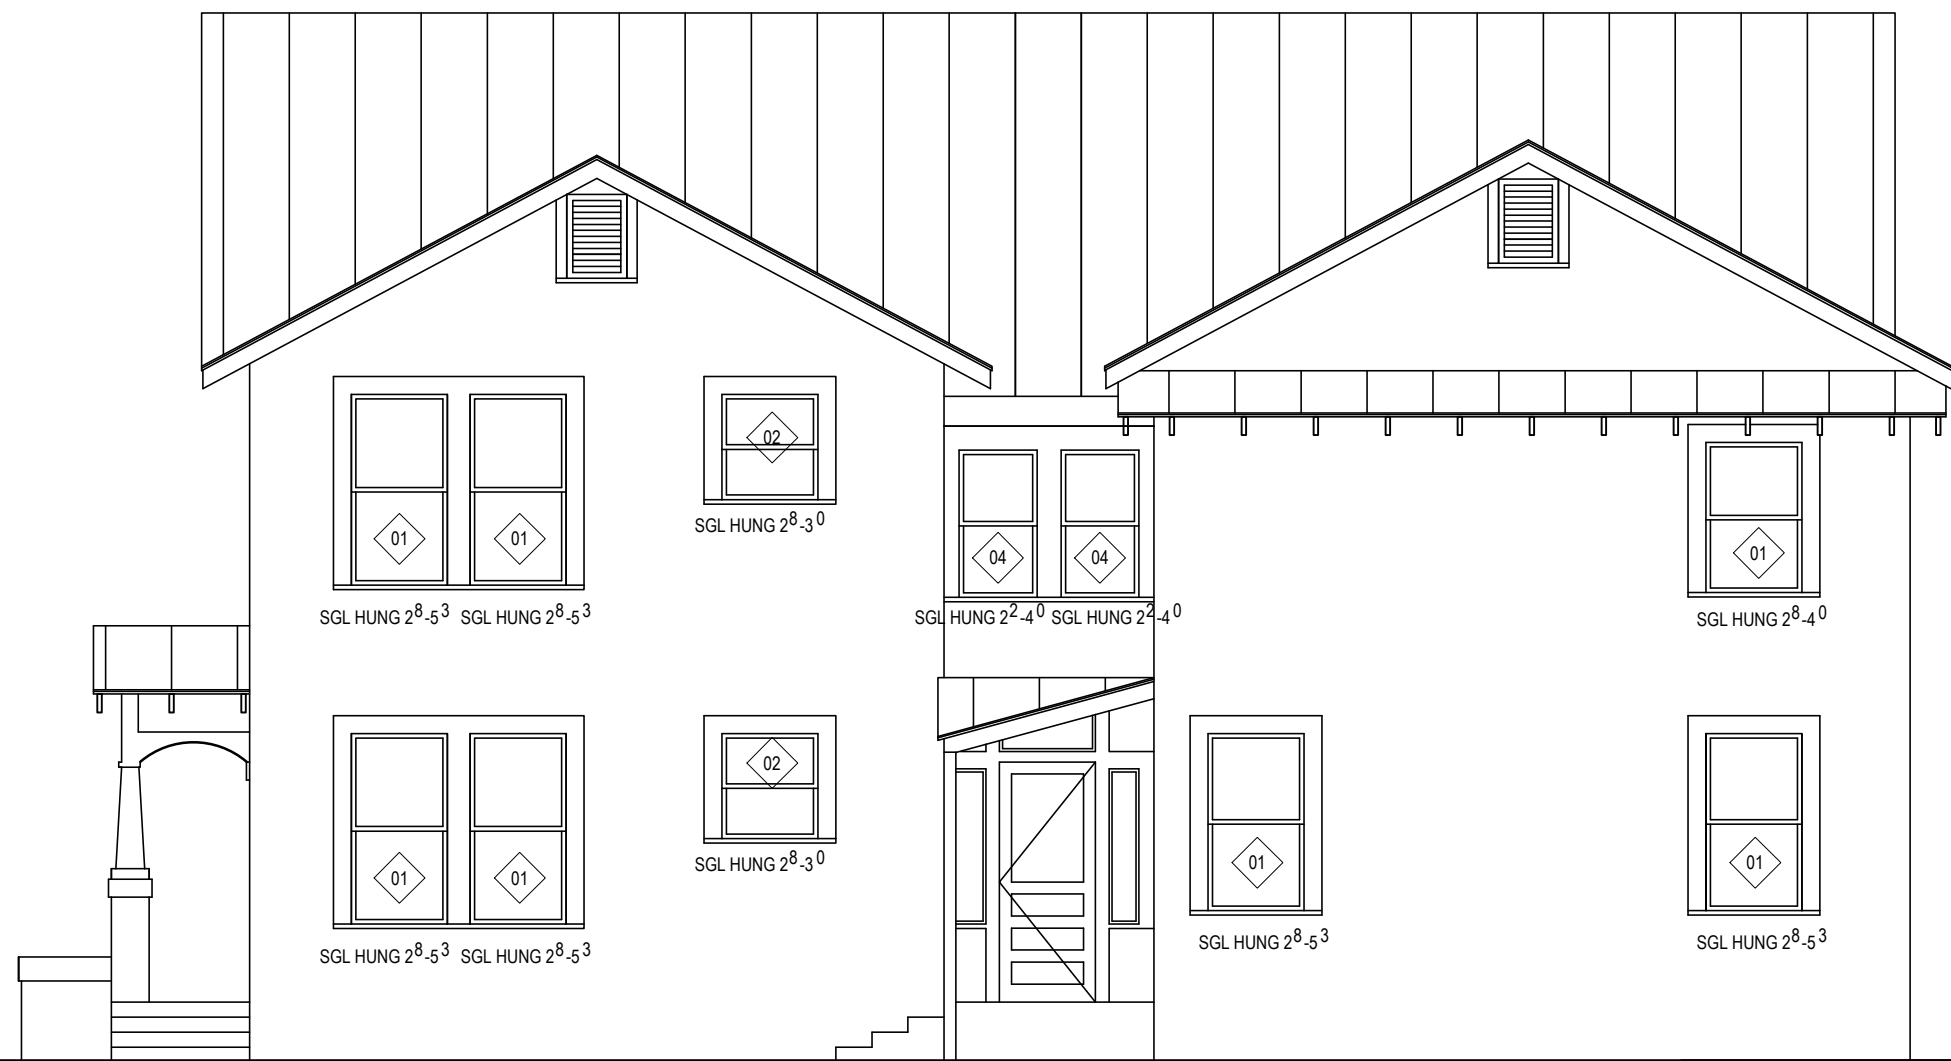 02
01 01
SGL HUNG 2⁸-3⁰
04 04
01
SGL HUNG 2⁸-5³ SGL HUNG 2⁸-5³
SGL HUNG 2²-4⁰ SGL HUNG 2²-4⁰
SGL HUNG 2⁸-4⁰
02
SGL HUNG 2⁸-3⁰
01 01
01
01
SGL HUNG 2⁸-5³ SGL HUNG 2⁸-5³
SGL HUNG 2⁸-5³
SGL HUNG 2⁸-5³